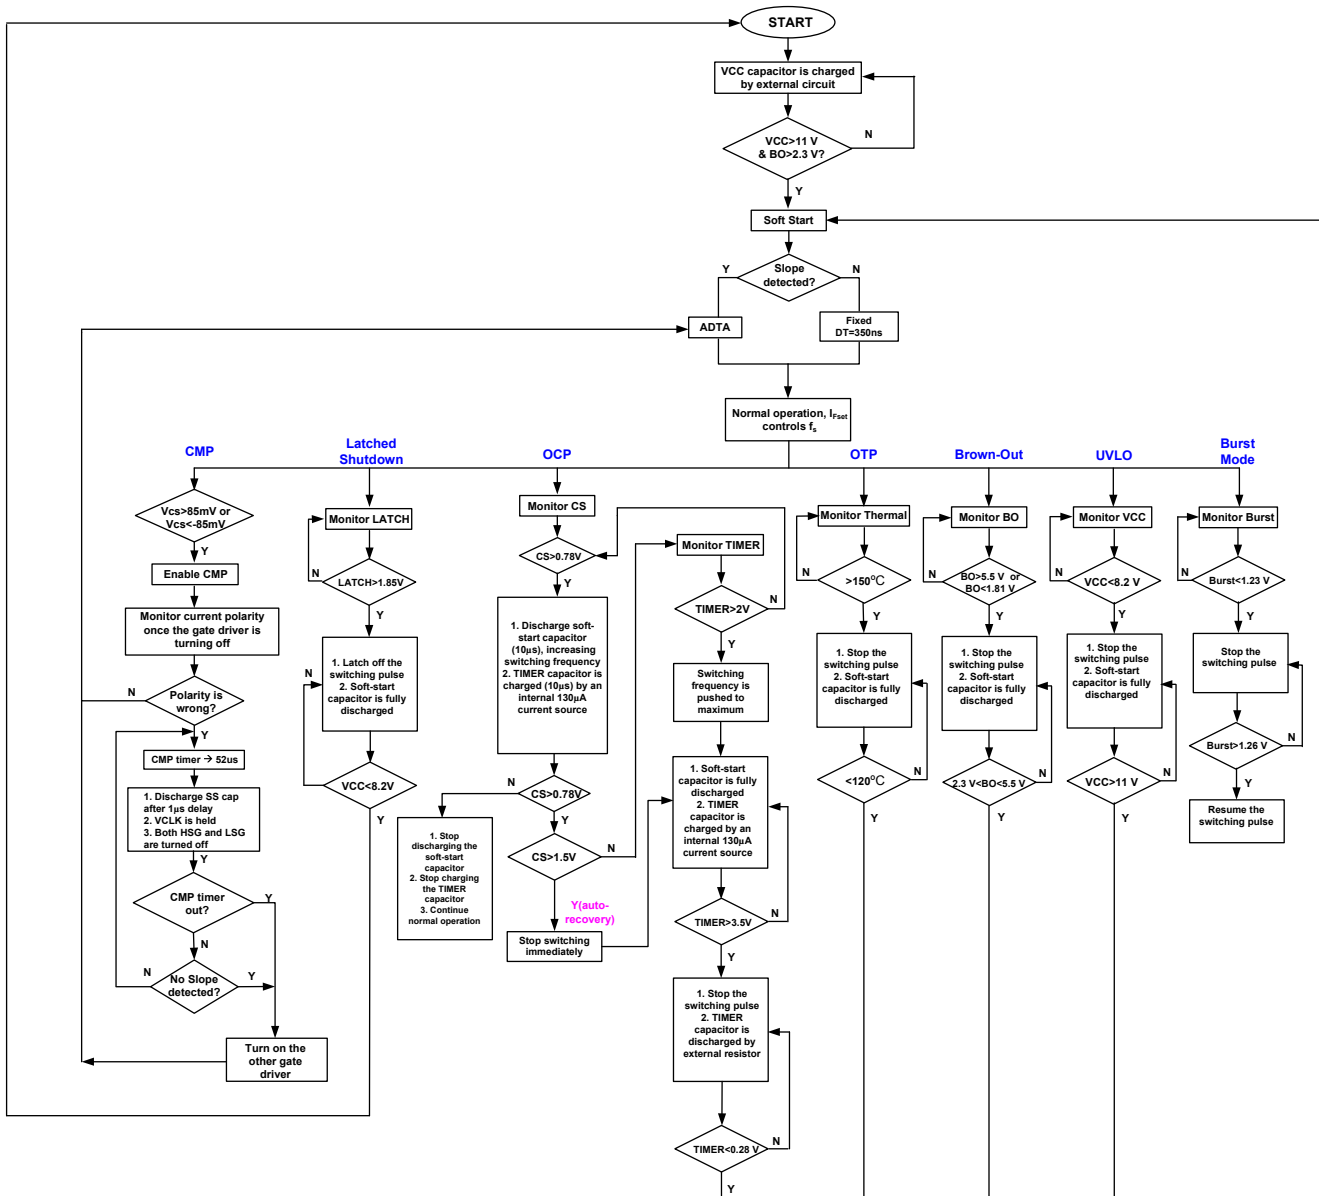 START
VCC capacitor is charged
by external circuit
VCC>11 V
& BO>2.3 V?
N
Y
Soft Start
Y
Slope
detected?
N
ADTA
Fixed
DT=350ns
Normal operation, IFset
controls fs
CMP
Latched
Shutdown
OCP
OTP
Brown-Out
UVLO
Burst
Mode
Vcs>85mV or
Vcs<-85mV
Y
Enable CMP
Monitor current polarity
once the gate driver is
turning off
N
Polarity is
wrong?
Y
CMP timer → 52us
1. Discharge SS cap
after 1µs delay
2. VCLK is held
3. Both HSG and LSG
are turned off
Y
CMP timer
out?
Y
N
N
No Slope
detected?
Y
Turn on the
other gate
driver
Monitor LATCH
N
LATCH>1.85V
Y
1. Latch off the
switching pulse
2. Soft-start
capacitor is fully
discharged
N
VCC<8.2V
Y
Monitor CS
CS>0.78V
Y
1. Discharge soft-
start capacitor
(10µs), increasing
switching frequency
2. TIMER capacitor is
charged (10µs) by an
internal 130µA
current source
N
CS>0.78V
Y
1. Stop
discharging the
soft-start
capacitor
2. Stop charging
the TIMER
capacitor
3. Continue
normal operation
CS>1.5V
N
Y(auto-
recovery)
Stop switching
immediately
Monitor TIMER
TIMER>2V
N
Y
Switching
frequency is
pushed to
maximum
1. Soft-start
capacitor is fully
discharged
2. TIMER
capacitor is
charged by an
internal 130µA
current source
N
TIMER>3.5V
Y
1. Stop the
switching pulse
2. TIMER
capacitor is
discharged by
external resistor
N
TIMER<0.28 V
Y
Monitor Thermal
N
>150°C
Y
1. Stop the
switching pulse
2. Soft-start
capacitor is fully
discharged
N
<120°C
Y
Monitor BO
N
BO>5.5 V or
BO<1.81 V
Y
1. Stop the
switching pulse
2. Soft-start
capacitor is fully
discharged
N
2.3 V<BO<5.5 V
Y
Monitor VCC
N
VCC<8.2 V
Y
1. Stop the
switching pulse
2. Soft-start
capacitor is fully
discharged
N
VCC>11 V
Y
Monitor Burst
N
Burst<1.23 V
Y
Stop the
switching pulse
N
Burst>1.26 V
Y
Resume the
switching pulse